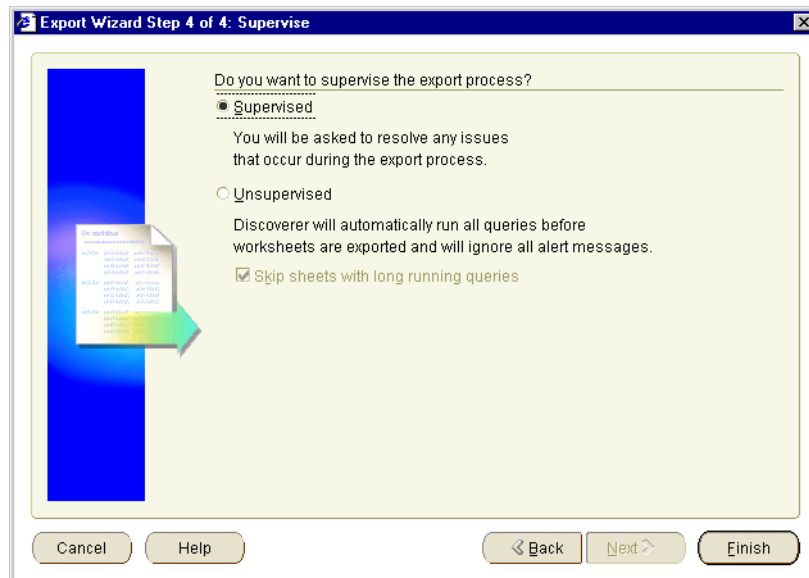 Export Wizard Step 4 of 4: Supervise
Do you want to supervise the export process?
Supervised
You will be asked to resolve any issues
that occur during the export process.
Unsupervised
Discoverer will automatically run all queries before
worksheets are exported and will ignore all alert messages.
Skip sheets with long running queries
Cancel
Help
Back
Next
Finish